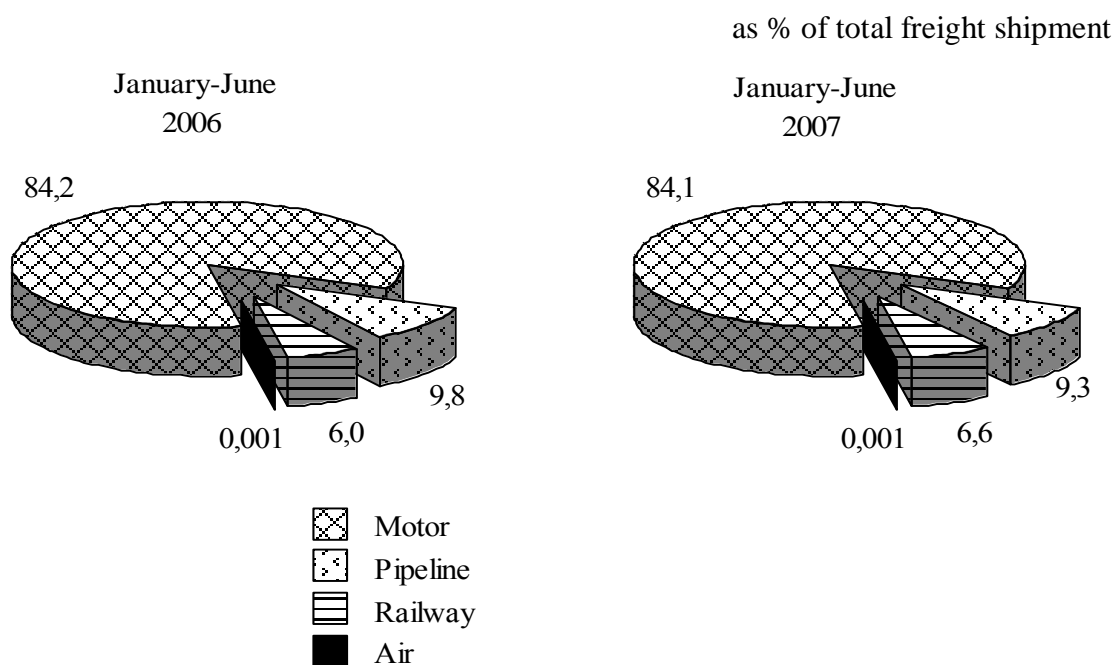 as % of total freight shipment
January-June
2006
84,2
9,8
6,0
0,001
January-June
2007
84,1
9,3
6,6
0,001
Motor
Pipeline
Railway
Air